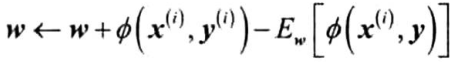 w ← w + ϕ(x^(i), y^(i)) − E_w[ϕ(x^(i), y)]